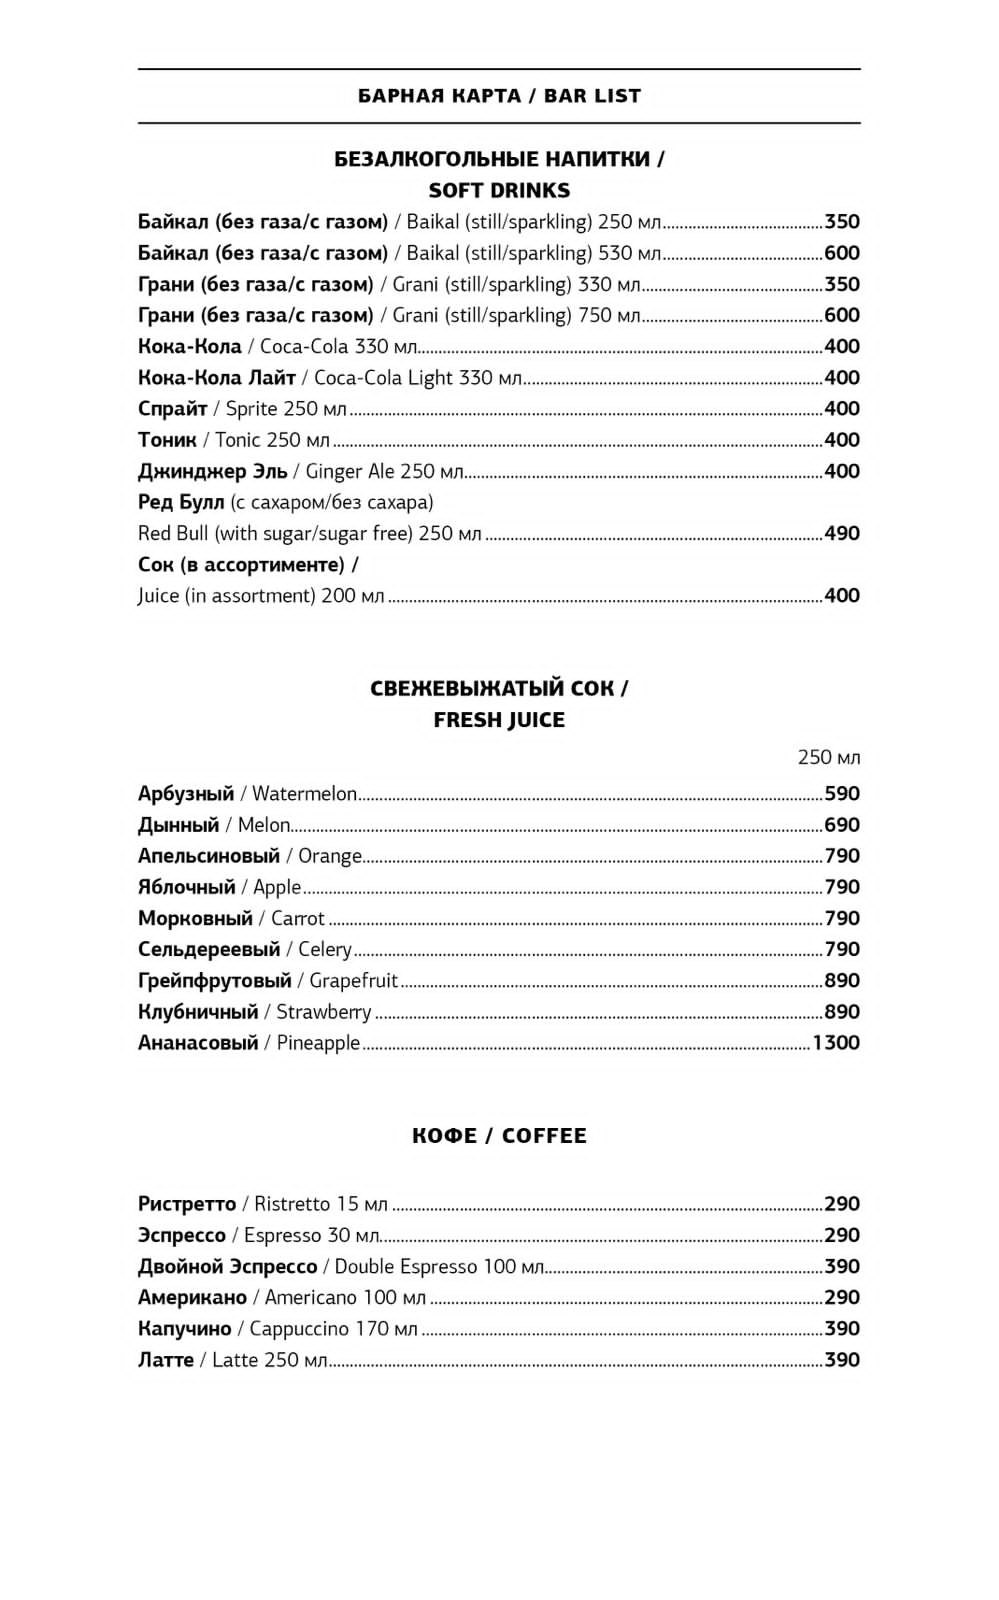 БАРНАЯ КАРТА / BAR LIST
БЕЗАЛКОГОЛЬНЫЕ НАПИТКИ /
SOFT DRINKS
Байкал (без газа/с газом) / Baikal (still/sparkling) 250 мл 350
Байкал (без газа/с газом) / Baikal (still/sparkling) 530 мл 600
Грани (без газа/с газом) / Grani (still/sparkling) 330 мл 350
Грани (без газа/с газом) / Grani (still/sparkling) 750 мл 600
Кока-Кола / Coca-Cola 330 мл 400
Кока-Кола Лайт / Coca-Cola Light 330 мл 400
Спрайт / Sprite 250 мл 400
Тоник / Tonic 250 мл 400
Джинджер Эль / Ginger Ale 250 мл 400
Ред Булл (с сахаром/без сахара)
Red Bull (with sugar/sugar free) 250 мл 490
Сок (в ассортименте) /
Juice (in assortment) 200 мл 400
СВЕЖЕВЫЖАТЫЙ СОК /
FRESH JUICE
250 мл
Арбузный / Watermelon 590
Дынный / Melon 690
Апельсиновый / Orange 790
Яблочный / Apple 790
Морковный / Carrot 790
Сельдереевый / Celery 790
Грейпфрутовый / Grapefruit 890
Клубничный / Strawberry 890
Ананасовый / Pineapple 1300
КОФЕ / COFFEE
Ристретто / Ristretto 15 мл 290
Эспрессо / Espresso 30 мл 290
Двойной Эспрессо / Double Espresso 100 мл 390
Американо / Americano 100 мл 290
Капучино / Cappuccino 170 мл 390
Латте / Latte 250 мл 390